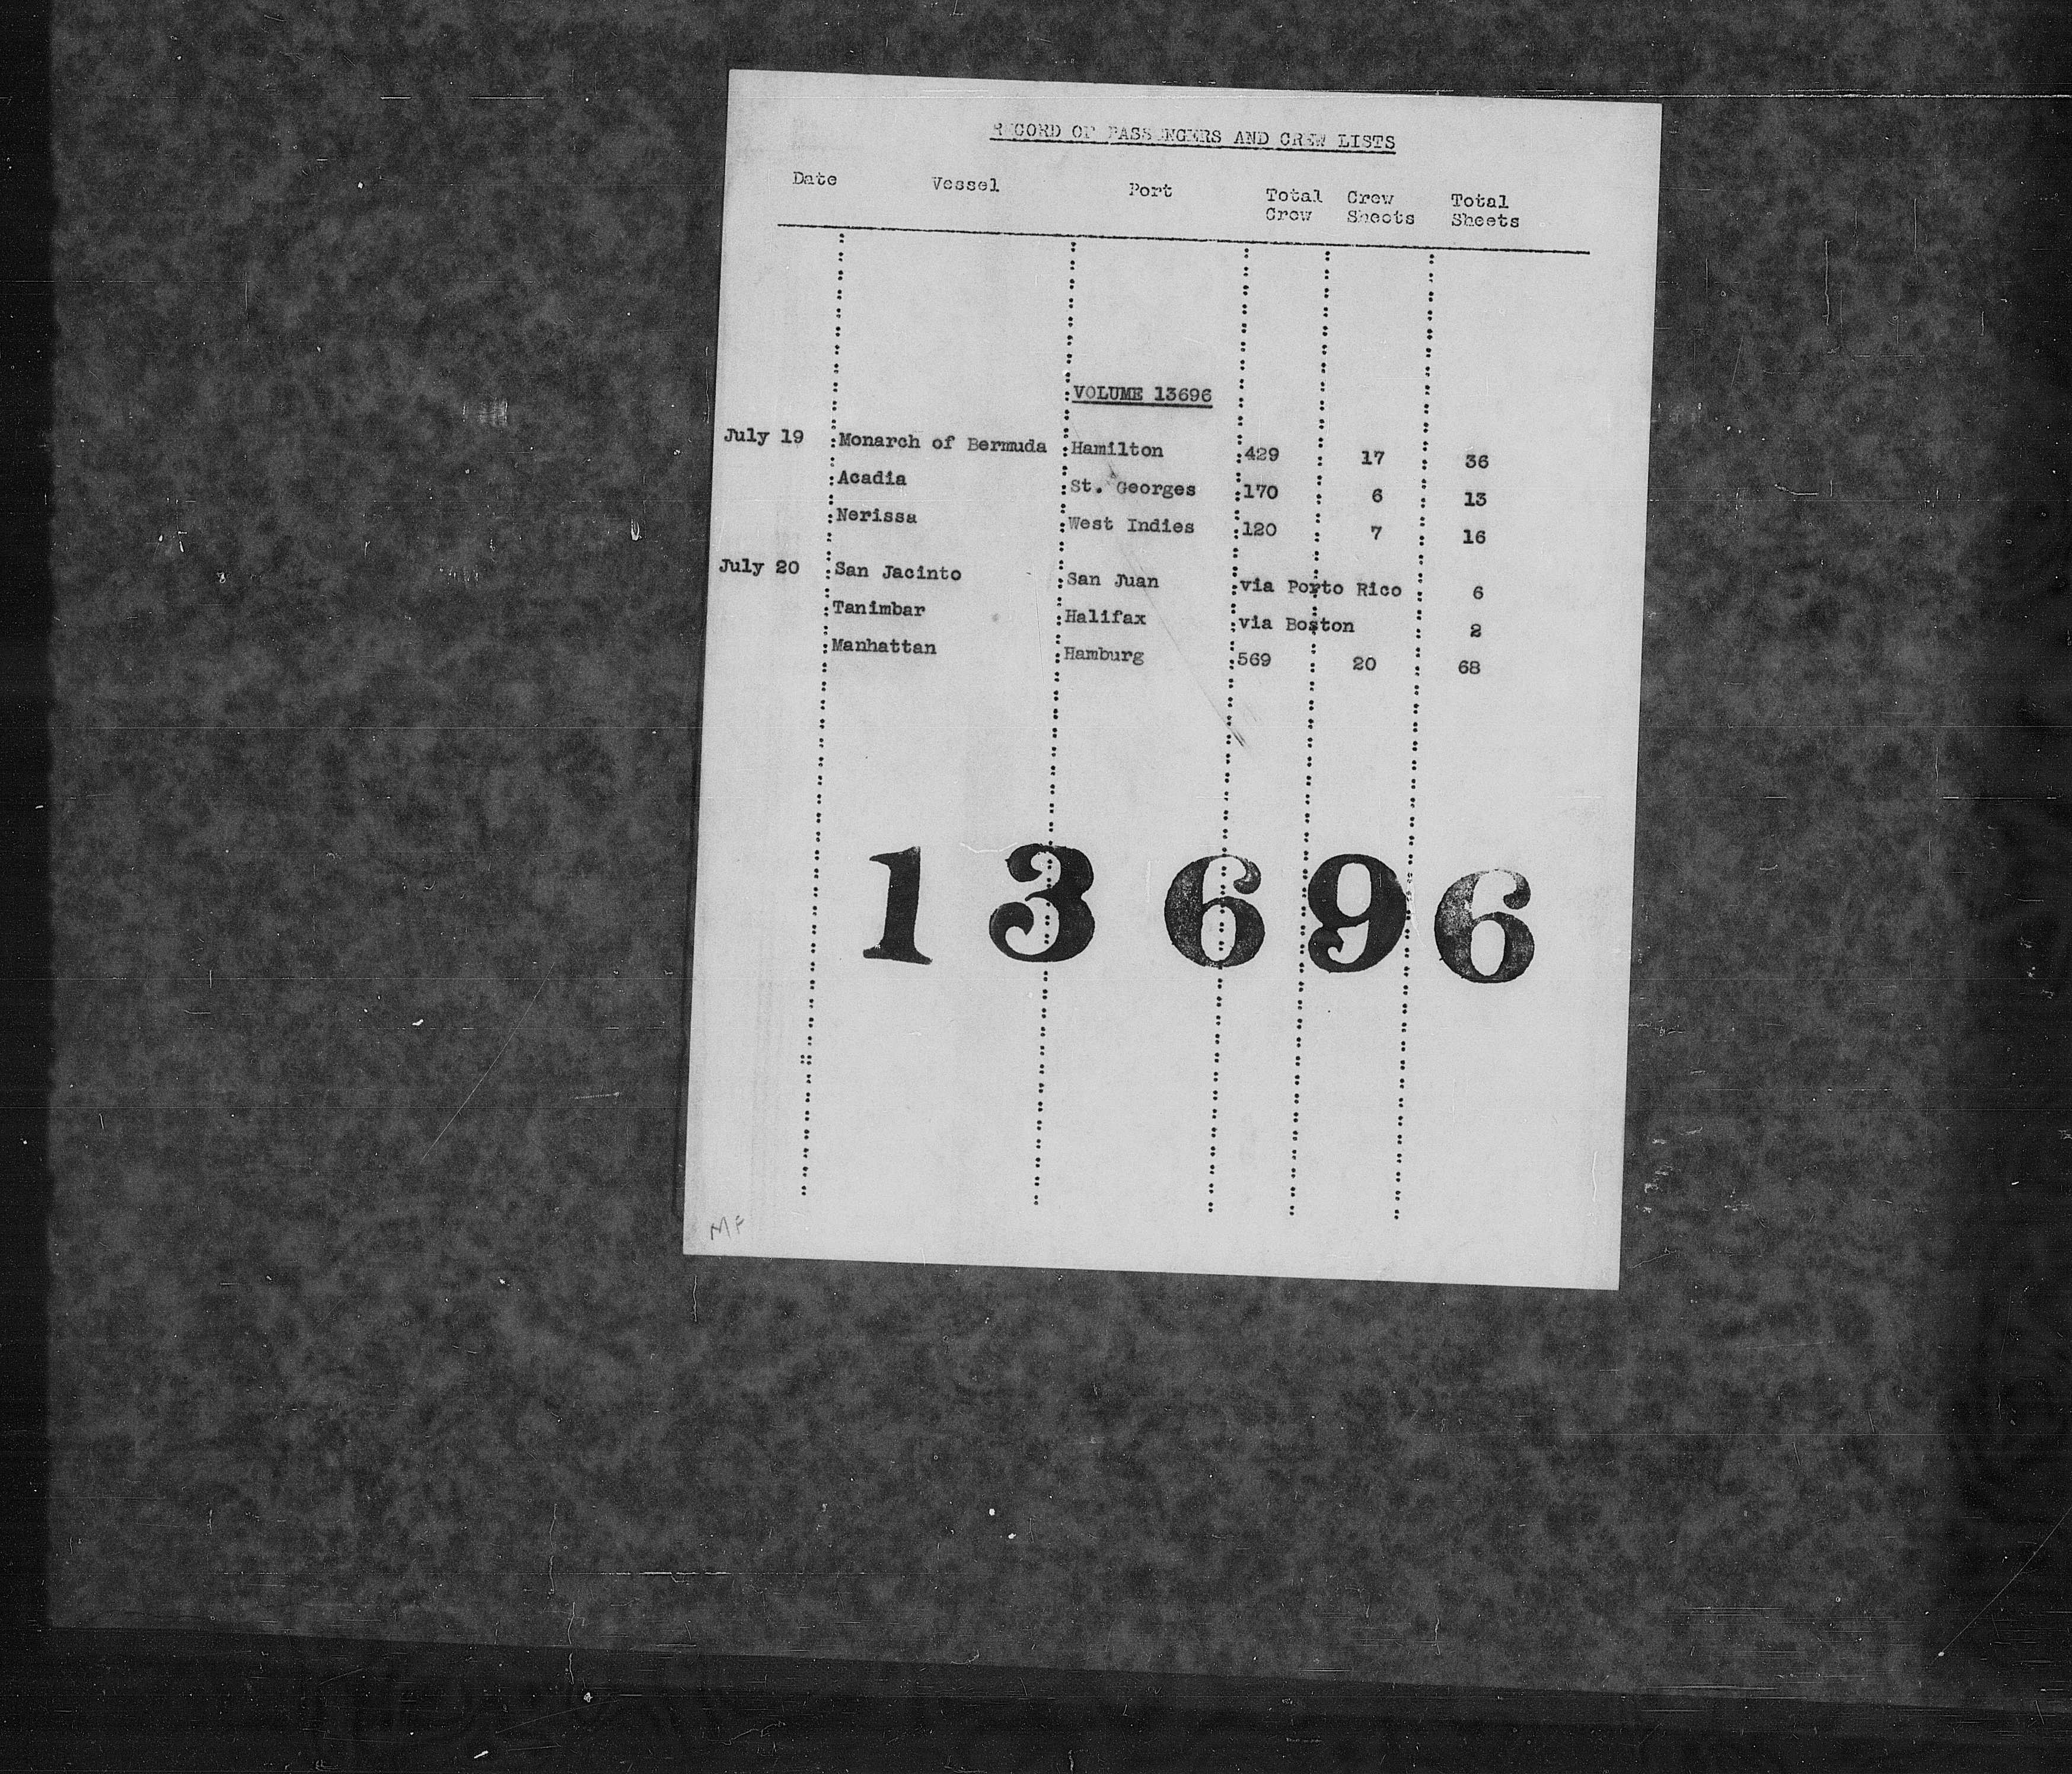 RECORD OF PASSENGERS AND CREW LISTS
Date Vessel Port Total Crew Crew Sheets Total Sheets
VOLUME 13696
July 19 Monarch of Bermuda Hamilton 429 17 36
Acadia St. Georges 170 6 13
Nerissa West Indies 120 7 16
July 20 San Jacinto San Juan via Porto Rico 6
Tanimbar Halifax via Boston 2
Manhattan Hamburg 569 20 68
13696
MF